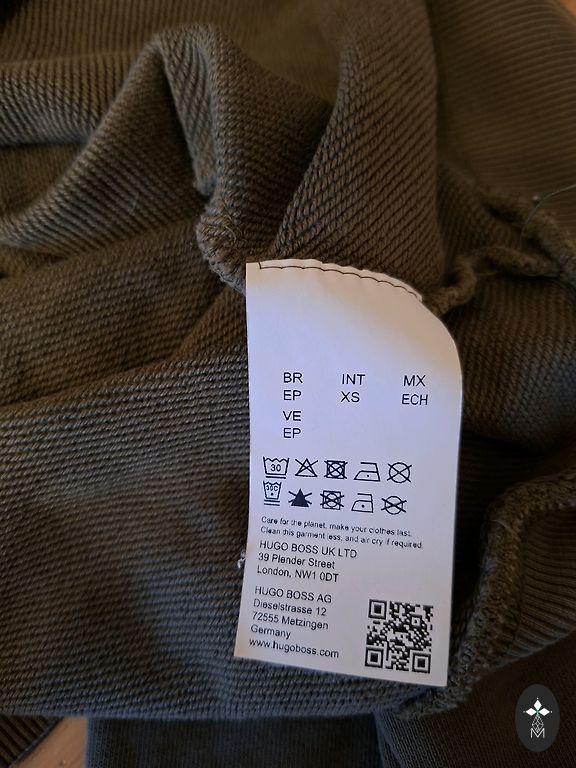 BR INT MX
EP XS ECH
VE
EP
30
30C
Care for the planet, make your clothes last.
Clean this garment less, and air cry if required.
HUGO BOSS UK LTD
39 Plender Street
London, NW1 0DT
HUGO BOSS AG
Dieselstrasse 12
72555 Metzingen
Germany
www.hugoboss.com
M